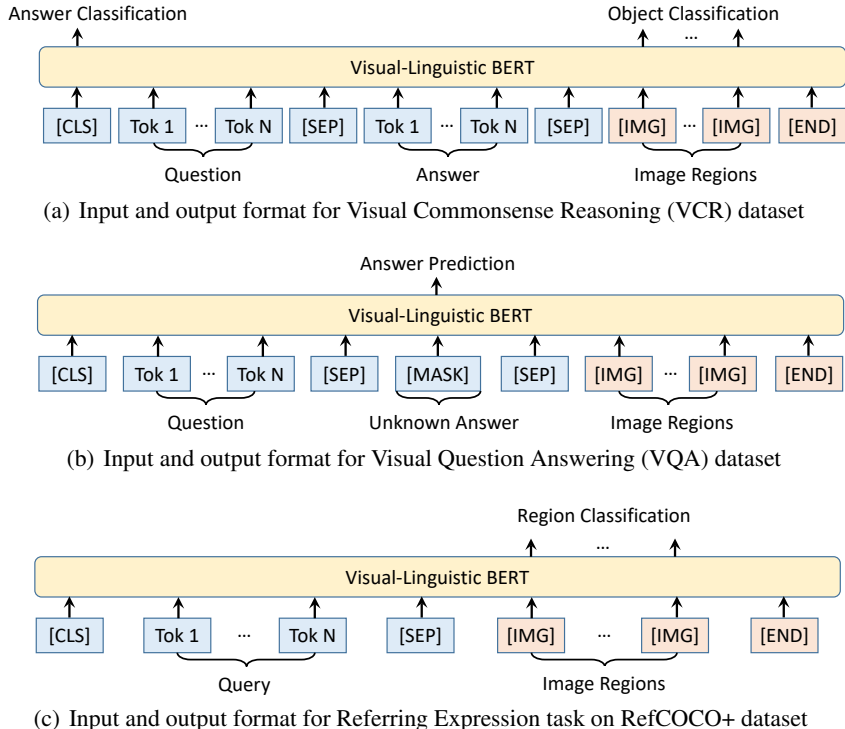 Answer Classification Object Classification
...
Visual-Linguistic BERT
[CLS] Tok 1 ... Tok N [SEP] Tok 1 ... Tok N [SEP] [IMG] ... [IMG] [END]
Question Answer Image Regions
(a) Input and output format for Visual Commonsense Reasoning (VCR) dataset
Answer Prediction
Visual-Linguistic BERT
[CLS] Tok 1 ... Tok N [SEP] [MASK] [SEP] [IMG] ... [IMG] [END]
Question Unknown Answer Image Regions
(b) Input and output format for Visual Question Answering (VQA) dataset
Region Classification
...
Visual-Linguistic BERT
[CLS] Tok 1 ... Tok N [SEP] [IMG] ... [IMG] [END]
Query Image Regions
(c) Input and output format for Referring Expression task on RefCOCO+ dataset